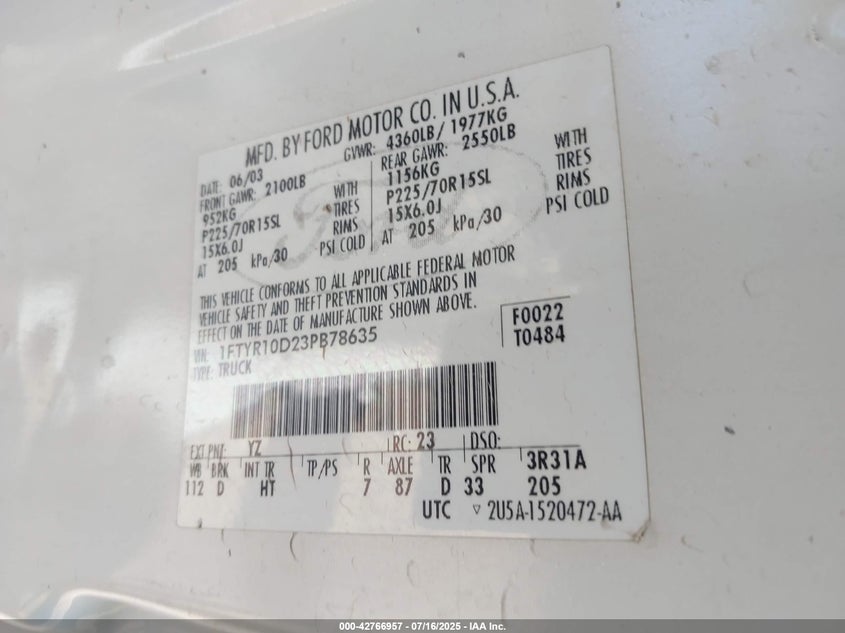 MFD. BY FORD MOTOR CO. IN U.S.A.
DATE: 06/03 GVWR: 4360LB/ 1977KG
FRONT GAWR: 2100LB REAR GAWR: 2550LB
952KG WITH 1156KG WITH
P225/70R15SL TIRES P225/70R15SL TIRES
15X6.0J RIMS 15X6.0J RIMS
AT 205 kPa/30 PSI COLD AT 205 kPa/30 PSI COLD
Ford
THIS VEHICLE CONFORMS TO ALL APPLICABLE FEDERAL MOTOR
VEHICLE SAFETY AND THEFT PREVENTION STANDARDS IN
EFFECT ON THE DATE OF MANUFACTURE SHOWN ABOVE.
VIN: 1FTYR10D23PB78635 F0022
TYPE: TRUCK T0484
EXT PNT: YZ RC: 23 DSO:
WB BRK INT TR TP/PS R AXLE TR SPR 3R31A
112 D HT 7 87 D 33 205
UTC ▽ 2U5A-1520472-AA
000-42766957 - 07/16/2025 - IAA Inc.